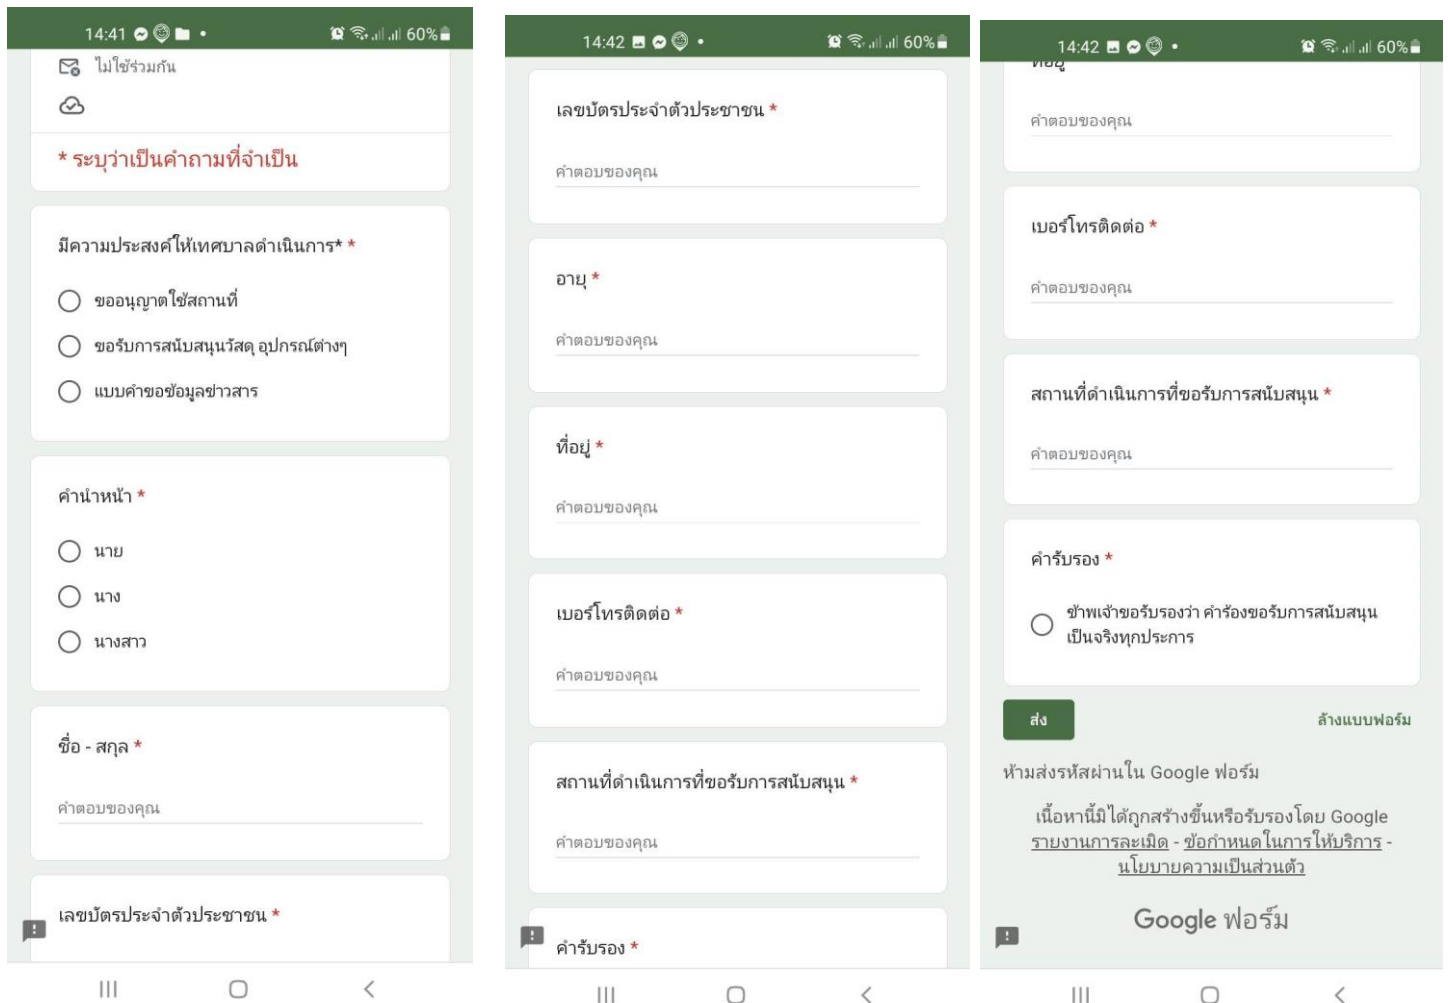 14:41
60%
ไม่ใช้ร่วมกัน
* ระบุว่าเป็นคำถามที่จำเป็น
มีความประสงค์ให้เทศบาลดำเนินการ* *
ขออนุญาตใช้สถานที่
ขอรับการสนับสนุนวัสดุ อุปกรณ์ต่างๆ
แบบคำขอข้อมูลข่าวสาร
คำนำหน้า *
นาย
นาง
นางสาว
ชื่อ - สกุล *
คำตอบของคุณ
เลขบัตรประจำตัวประชาชน *
14:42
60%
เลขบัตรประจำตัวประชาชน *
คำตอบของคุณ
อายุ *
คำตอบของคุณ
ที่อยู่ *
คำตอบของคุณ
เบอร์โทรติดต่อ *
คำตอบของคุณ
สถานที่ดำเนินการที่ขอรับการสนับสนุน *
คำตอบของคุณ
คำรับรอง *
14:42
60%
ที่อยู่
คำตอบของคุณ
เบอร์โทรติดต่อ *
คำตอบของคุณ
สถานที่ดำเนินการที่ขอรับการสนับสนุน *
คำตอบของคุณ
คำรับรอง *
ข้าพเจ้าขอรับรองว่า คำร้องขอรับการสนับสนุน
เป็นจริงทุกประการ
ส่ง
ล้างแบบฟอร์ม
ห้ามส่งรหัสผ่านใน Google ฟอร์ม
เนื้อหานี้มิได้ถูกสร้างขึ้นหรือรับรองโดย Google
รายงานการละเมิด - ข้อกำหนดในการให้บริการ -
นโยบายความเป็นส่วนตัว
Google ฟอร์ม